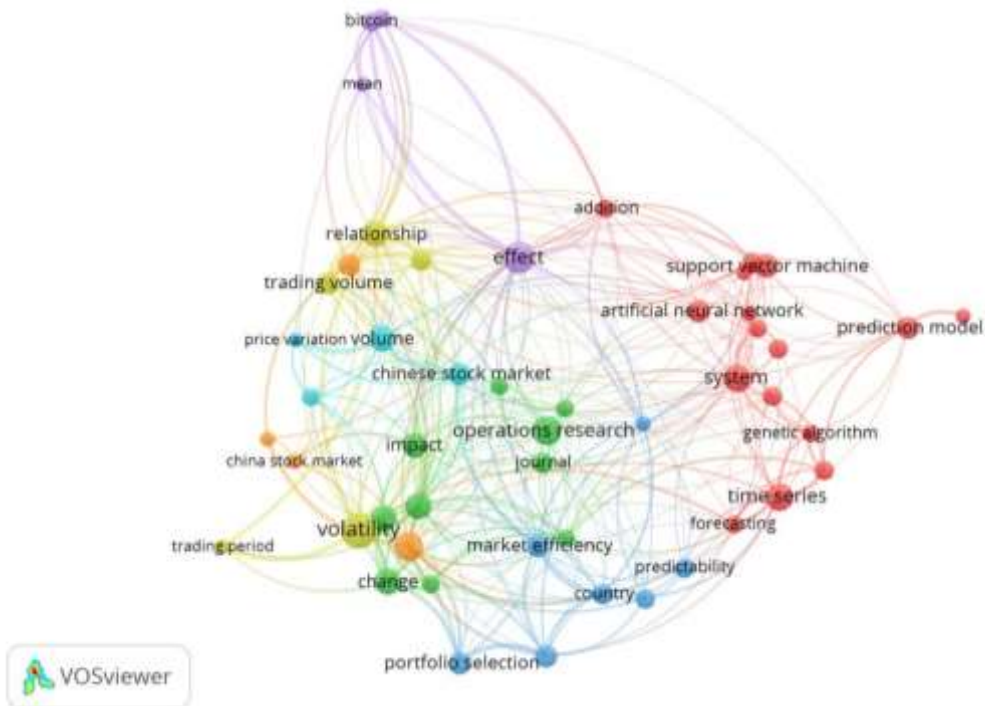 bitcoin
mean
addition
relationship
effect
support vector machine
trading volume
artificial neural network
prediction model
price variation
volume
chinese stock market
system
operations research
genetic algorithm
impact
china stock market
journal
time series
volatility
forecasting
trading period
market efficiency
predictability
change
country
portfolio selection
VOSviewer